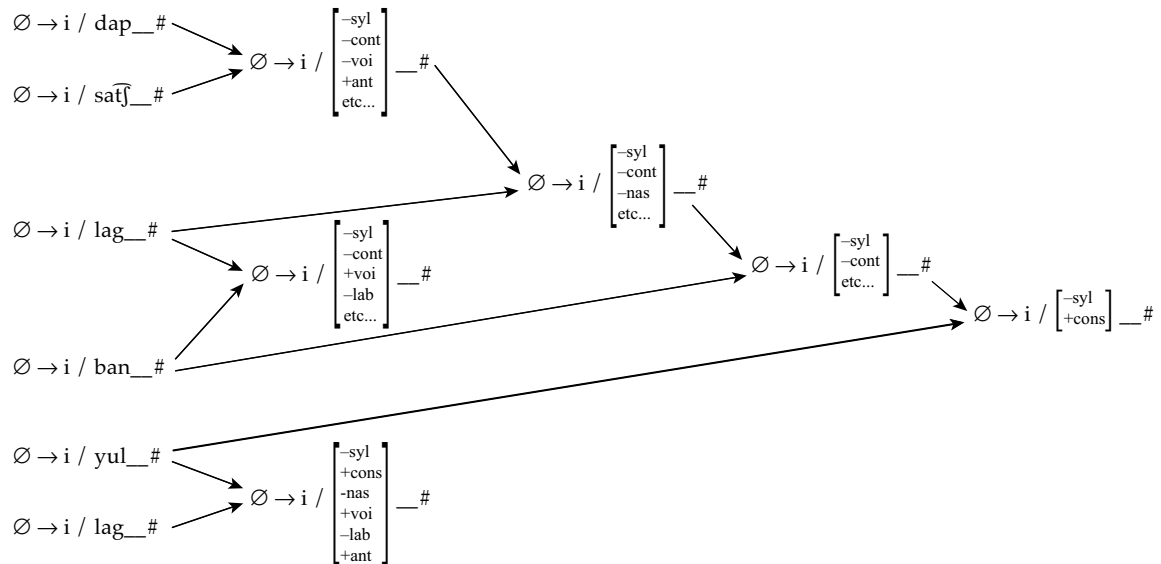 ∅ → i / dap__#
∅ → i / sat͡ʃ__#
∅ → i / [–syl
–cont
–voi
+ant
etc...] __#
∅ → i / [–syl
–cont
–nas
etc...] __#
∅ → i / lag__#
∅ → i / [–syl
–cont
+voi
–lab
etc...] __#
∅ → i / [–syl
–cont
etc...] __#
∅ → i / [–syl
+cons] __#
∅ → i / ban__#
∅ → i / yul__#
∅ → i / [–syl
+cons
-nas
+voi
–lab
+ant] __#
∅ → i / lag__#